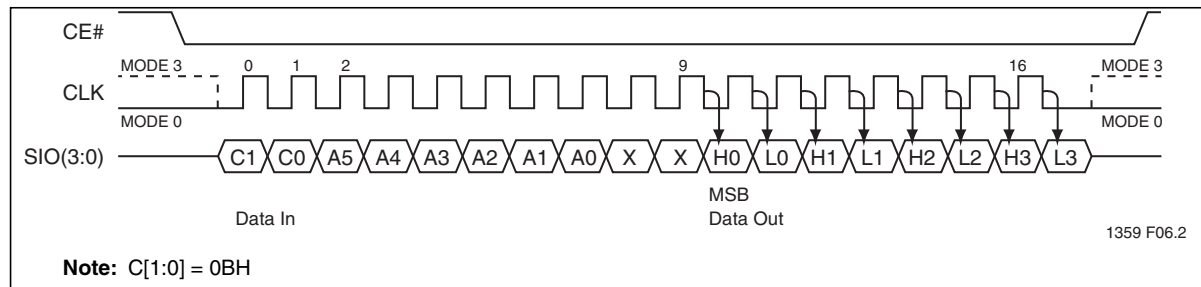 CE#
MODE 3 0 1 2 9 16 MODE 3
CLK
MODE 0 MODE 0
SIO(3:0) C1 C0 A5 A4 A3 A2 A1 A0 X X H0 L0 H1 L1 H2 L2 H3 L3
MSB
Data In Data Out
1359 F06.2
Note: C[1:0] = 0BH